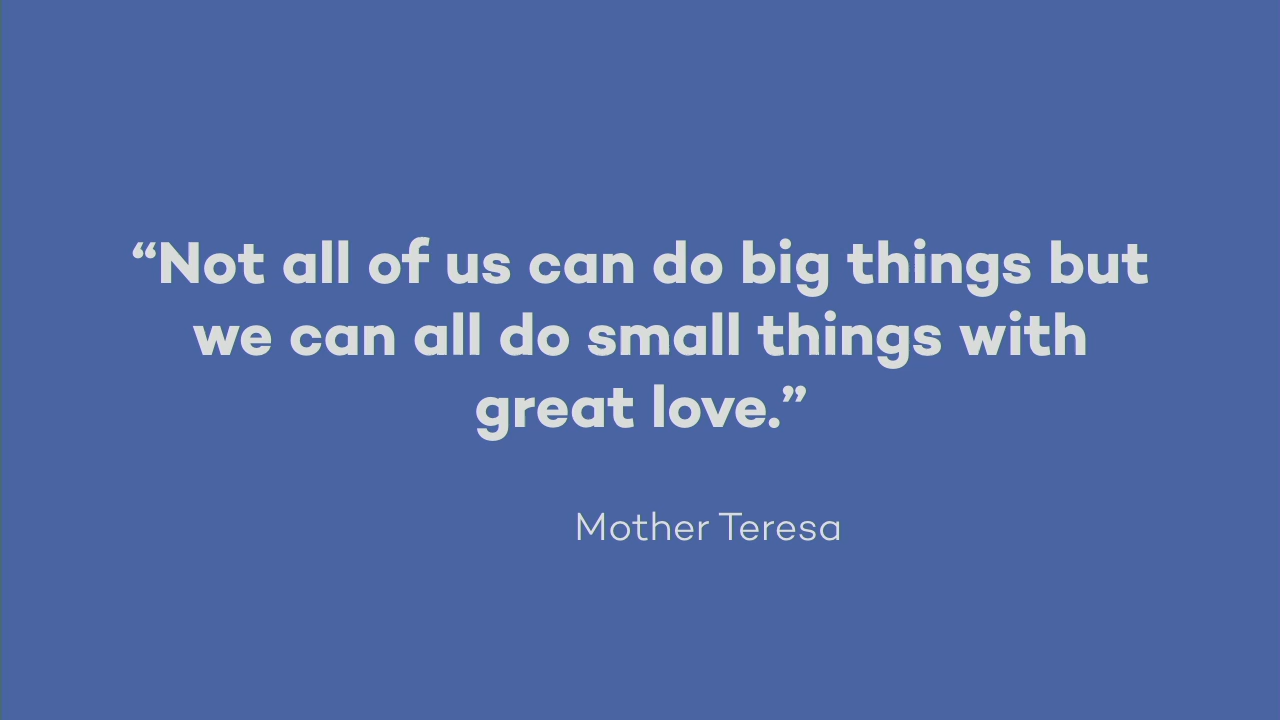 “Not all of us can do big things but
we can all do small things with
great love.”
Mother Teresa